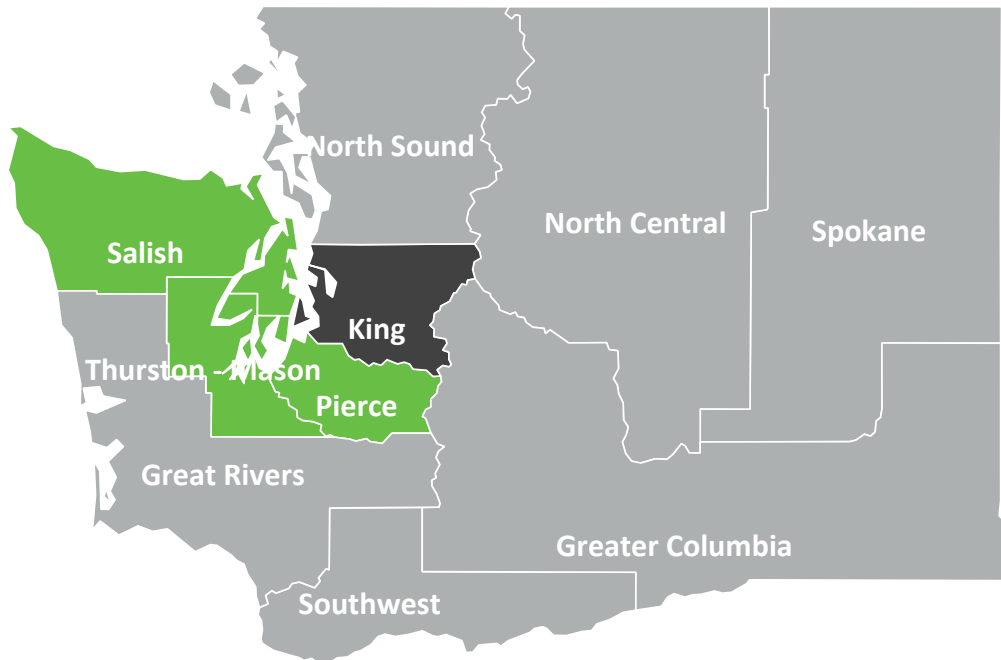 North Sound
North Central
Spokane
Salish
King
Thurston - Mason
Pierce
Great Rivers
Greater Columbia
Southwest